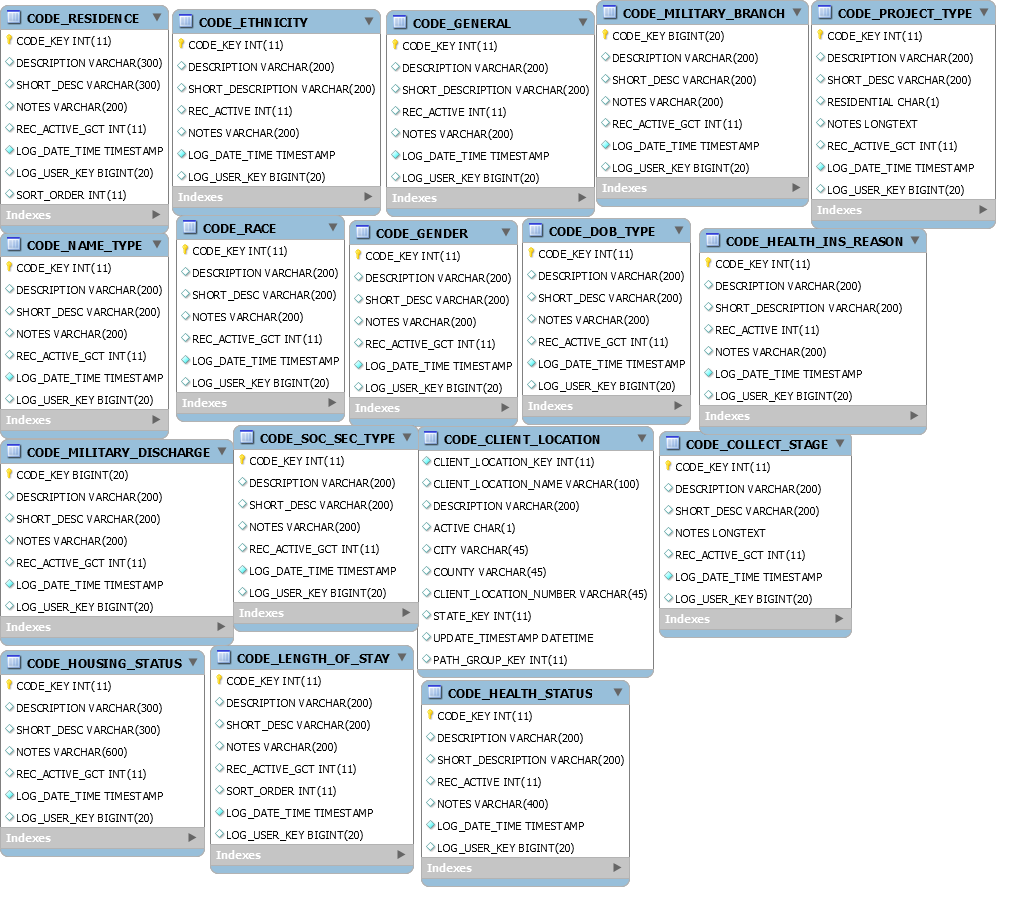 CODE_RESIDENCE
CODE_KEY INT(11)
DESCRIPTION VARCHAR(300)
SHORT_DESC VARCHAR(300)
NOTES VARCHAR(200)
REC_ACTIVE_GCT INT(11)
LOG_DATE_TIME TIMESTAMP
LOG_USER_KEY BIGINT(20)
SORT_ORDER INT(11)
Indexes
CODE_ETHNICITY
CODE_KEY INT(11)
DESCRIPTION VARCHAR(200)
SHORT_DESCRIPTION VARCHAR(200)
REC_ACTIVE INT(11)
NOTES VARCHAR(200)
LOG_DATE_TIME TIMESTAMP
LOG_USER_KEY BIGINT(20)
Indexes
CODE_GENERAL
CODE_KEY INT(11)
DESCRIPTION VARCHAR(200)
SHORT_DESCRIPTION VARCHAR(200)
REC_ACTIVE INT(11)
NOTES VARCHAR(200)
LOG_DATE_TIME TIMESTAMP
LOG_USER_KEY BIGINT(20)
Indexes
CODE_MILITARY_BRANCH
CODE_KEY BIGINT(20)
DESCRIPTION VARCHAR(200)
SHORT_DESC VARCHAR(200)
NOTES VARCHAR(200)
REC_ACTIVE_GCT INT(11)
LOG_DATE_TIME TIMESTAMP
LOG_USER_KEY BIGINT(20)
Indexes
CODE_PROJECT_TYPE
CODE_KEY INT(11)
DESCRIPTION VARCHAR(200)
SHORT_DESC VARCHAR(200)
RESIDENTIAL CHAR(1)
NOTES LONGTEXT
REC_ACTIVE_GCT INT(11)
LOG_DATE_TIME TIMESTAMP
LOG_USER_KEY BIGINT(20)
Indexes
CODE_NAME_TYPE
CODE_KEY INT(11)
DESCRIPTION VARCHAR(200)
SHORT_DESC VARCHAR(200)
NOTES VARCHAR(200)
REC_ACTIVE_GCT INT(11)
LOG_DATE_TIME TIMESTAMP
LOG_USER_KEY BIGINT(20)
Indexes
CODE_RACE
CODE_KEY INT(11)
DESCRIPTION VARCHAR(200)
SHORT_DESC VARCHAR(200)
NOTES VARCHAR(200)
REC_ACTIVE_GCT INT(11)
LOG_DATE_TIME TIMESTAMP
LOG_USER_KEY BIGINT(20)
Indexes
CODE_GENDER
CODE_KEY INT(11)
DESCRIPTION VARCHAR(200)
SHORT_DESC VARCHAR(200)
NOTES VARCHAR(200)
REC_ACTIVE_GCT INT(11)
LOG_DATE_TIME TIMESTAMP
LOG_USER_KEY BIGINT(20)
Indexes
CODE_DOB_TYPE
CODE_KEY INT(11)
DESCRIPTION VARCHAR(200)
SHORT_DESC VARCHAR(200)
NOTES VARCHAR(200)
REC_ACTIVE_GCT INT(11)
LOG_DATE_TIME TIMESTAMP
LOG_USER_KEY BIGINT(20)
Indexes
CODE_HEALTH_INS_REASON
CODE_KEY INT(11)
DESCRIPTION VARCHAR(200)
SHORT_DESCRIPTION VARCHAR(200)
REC_ACTIVE INT(11)
NOTES VARCHAR(200)
LOG_DATE_TIME TIMESTAMP
LOG_USER_KEY BIGINT(20)
Indexes
CODE_MILITARY_DISCHARGE
CODE_KEY BIGINT(20)
DESCRIPTION VARCHAR(200)
SHORT_DESC VARCHAR(200)
NOTES VARCHAR(200)
REC_ACTIVE_GCT INT(11)
LOG_DATE_TIME TIMESTAMP
LOG_USER_KEY BIGINT(20)
Indexes
CODE_SOC_SEC_TYPE
CODE_KEY INT(11)
DESCRIPTION VARCHAR(200)
SHORT_DESC VARCHAR(200)
NOTES VARCHAR(200)
REC_ACTIVE_GCT INT(11)
LOG_DATE_TIME TIMESTAMP
LOG_USER_KEY BIGINT(20)
Indexes
CODE_CLIENT_LOCATION
CLIENT_LOCATION_KEY INT(11)
CLIENT_LOCATION_NAME VARCHAR(100)
DESCRIPTION VARCHAR(200)
ACTIVE CHAR(1)
CITY VARCHAR(45)
COUNTY VARCHAR(45)
CLIENT_LOCATION_NUMBER VARCHAR(45)
STATE_KEY INT(11)
UPDATE_TIMESTAMP DATETIME
PATH_GROUP_KEY INT(11)
CODE_COLLECT_STAGE
CODE_KEY INT(11)
DESCRIPTION VARCHAR(200)
SHORT_DESC VARCHAR(200)
NOTES LONGTEXT
REC_ACTIVE_GCT INT(11)
LOG_DATE_TIME TIMESTAMP
LOG_USER_KEY BIGINT(20)
Indexes
CODE_HOUSING_STATUS
CODE_KEY INT(11)
DESCRIPTION VARCHAR(300)
SHORT_DESC VARCHAR(300)
NOTES VARCHAR(600)
REC_ACTIVE_GCT INT(11)
LOG_DATE_TIME TIMESTAMP
LOG_USER_KEY BIGINT(20)
Indexes
CODE_LENGTH_OF_STAY
CODE_KEY INT(11)
DESCRIPTION VARCHAR(200)
SHORT_DESC VARCHAR(200)
NOTES VARCHAR(200)
REC_ACTIVE_GCT INT(11)
SORT_ORDER INT(11)
LOG_DATE_TIME TIMESTAMP
LOG_USER_KEY BIGINT(20)
Indexes
CODE_HEALTH_STATUS
CODE_KEY INT(11)
DESCRIPTION VARCHAR(200)
SHORT_DESCRIPTION VARCHAR(200)
REC_ACTIVE INT(11)
NOTES VARCHAR(400)
LOG_DATE_TIME TIMESTAMP
LOG_USER_KEY BIGINT(20)
Indexes